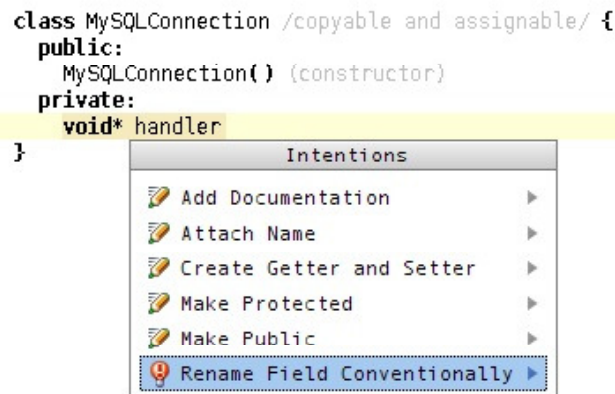 class MySQLConnection /copyable and assignable/ {
public:
MySQLConnection() (constructor)
private:
void* handler
}
Intentions
Add Documentation
Attach Name
Create Getter and Setter
Make Protected
Make Public
Rename Field Conventionally